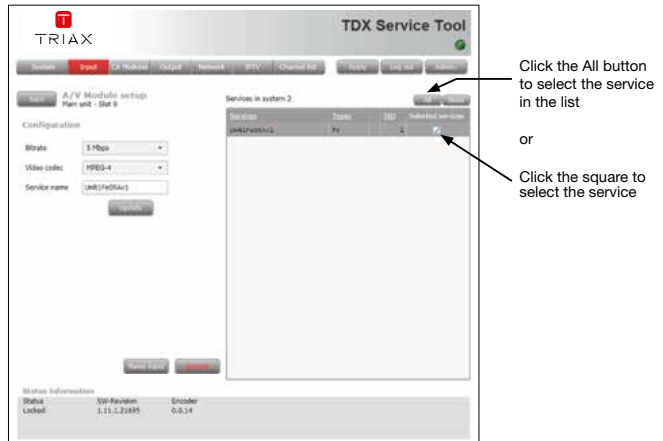 TRIAX
TDX Service Tool
System Input CA Modules Output Network IPTV Channel list Apply Log out Admin
Back
A/V Module setup
Main unit - Slot 9
Services in system 2
All
Configuration
Services Types SID Selected services
TV 1
Bitrate 5 Mbps
Video codec MPEG-4
Service name
Update
Reset input
Status information
Status SW-Revision Encoder
Locked 1.11.1.21695 0.0.14
Click the All button
to select the service
in the list
or
Click the square to
select the service